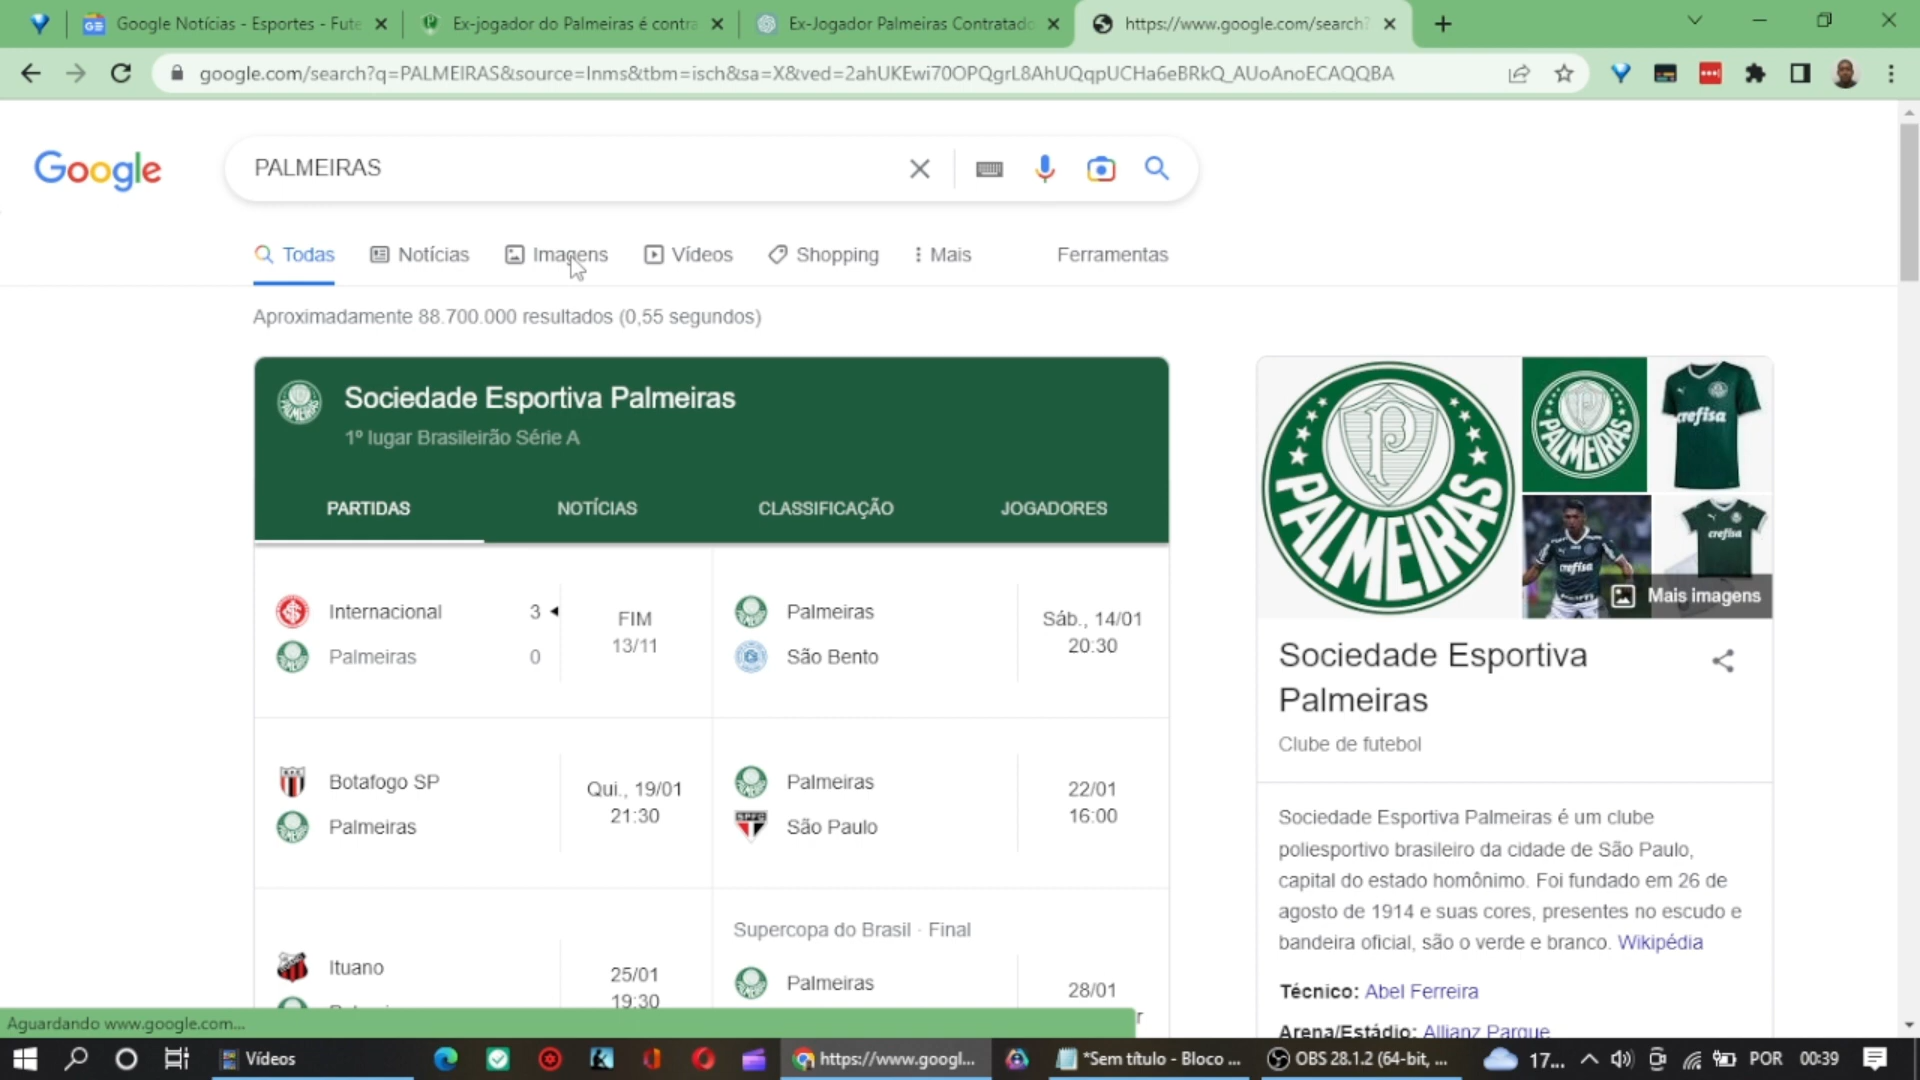 Google Notícias - Esportes - Fute
Ex-jogador do Palmeiras é contra
Ex-Jogador Palmeiras Contratado
https://www.google.com/search?
google.com/search?q=PALMEIRAS&source=lnms&tbm=isch&sa=X&ved=2ahUKEwi70OPQgrL8AhUQqpUCHa6eBRkQ_AUoAnoECAQQBA
Google
PALMEIRAS
Todas
Notícias
Imagens
Vídeos
Shopping
Mais
Ferramentas
Aproximadamente 88.700.000 resultados (0,55 segundos)
Sociedade Esportiva Palmeiras
1º lugar Brasileirão Série A
PARTIDAS
NOTÍCIAS
CLASSIFICAÇÃO
JOGADORES
Internacional 3
Palmeiras 0
FIM
13/11
Palmeiras
São Bento
Sáb., 14/01
20:30
Botafogo SP
Palmeiras
Qui., 19/01
21:30
Palmeiras
São Paulo
22/01
16:00
Ituano
25/01
19:30
Supercopa do Brasil · Final
Palmeiras
28/01
PALMEIRAS
PALMEIRAS
crefisa
crefisa
crefisa
Mais imagens
Sociedade Esportiva
Palmeiras
Clube de futebol
Sociedade Esportiva Palmeiras é um clube
poliesportivo brasileiro da cidade de São Paulo,
capital do estado homônimo. Foi fundado em 26 de
agosto de 1914 e suas cores, presentes no escudo e
bandeira oficial, são o verde e branco. Wikipédia
Técnico: Abel Ferreira
Arena/Estádio: Allianz Parque
Aguardando www.google.com...
Vídeos
https://www.googl...
*Sem título - Bloco ...
OBS 28.1.2 (64-bit, ...
17...
POR
00:39